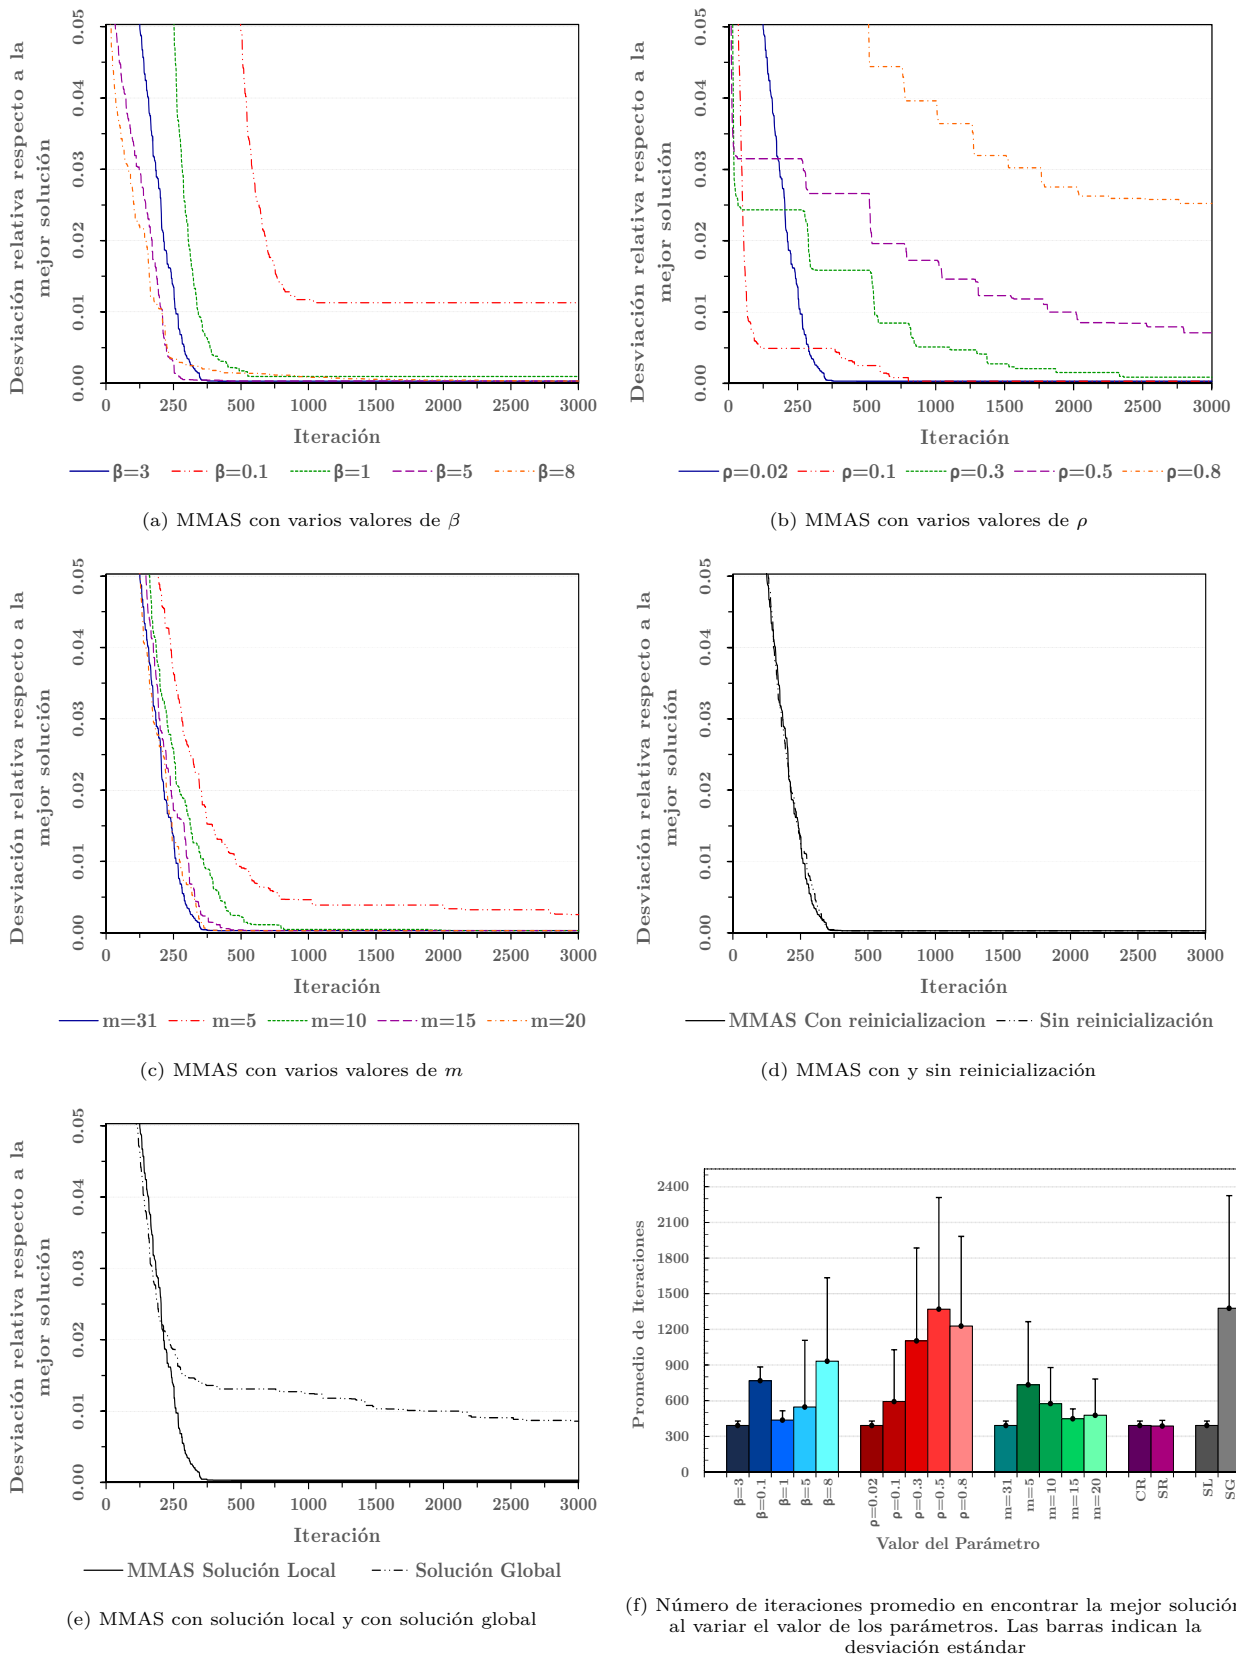 Desviación relativa respecto a la
mejor solución
0.05
0.04
0.03
0.02
0.01
0.00
0 250 500 1000 1500 2000 2500 3000
Iteración
β=3 β=0.1 β=1 β=5 β=8
(a) MMAS con varios valores de β
Desviación relativa respecto a la
mejor solución
0.05
0.04
0.03
0.02
0.01
0.00
0 250 500 1000 1500 2000 2500 3000
Iteración
ρ=0.02 ρ=0.1 ρ=0.3 ρ=0.5 ρ=0.8
(b) MMAS con varios valores de ρ
Desviación relativa respecto a la
mejor solución
0.05
0.04
0.03
0.02
0.01
0.00
0 250 500 1000 1500 2000 2500 3000
Iteración
m=31 m=5 m=10 m=15 m=20
(c) MMAS con varios valores de m
Desviación relativa respecto a la
mejor solución
0.05
0.04
0.03
0.02
0.01
0.00
0 250 500 1000 1500 2000 2500 3000
Iteración
MMAS Con reinicializacion Sin reinicialización
(d) MMAS con y sin reinicialización
Desviación relativa respecto a la
mejor solución
0.05
0.04
0.03
0.02
0.01
0.00
0 250 500 1000 1500 2000 2500 3000
Iteración
MMAS Solución Local Solución Global
(e) MMAS con solución local y con solución global
Promedio de Iteraciones
2400
2100
1800
1500
1200
900
600
300
0
β=3 β=0.1 β=1 β=5 β=8 ρ=0.02 ρ=0.1 ρ=0.3 ρ=0.5 ρ=0.8 m=31 m=5 m=10 m=15 m=20 CR SR SL SG
Valor del Parámetro
(f) Número de iteraciones promedio en encontrar la mejor solución
al variar el valor de los parámetros. Las barras indican la
desviación estándar